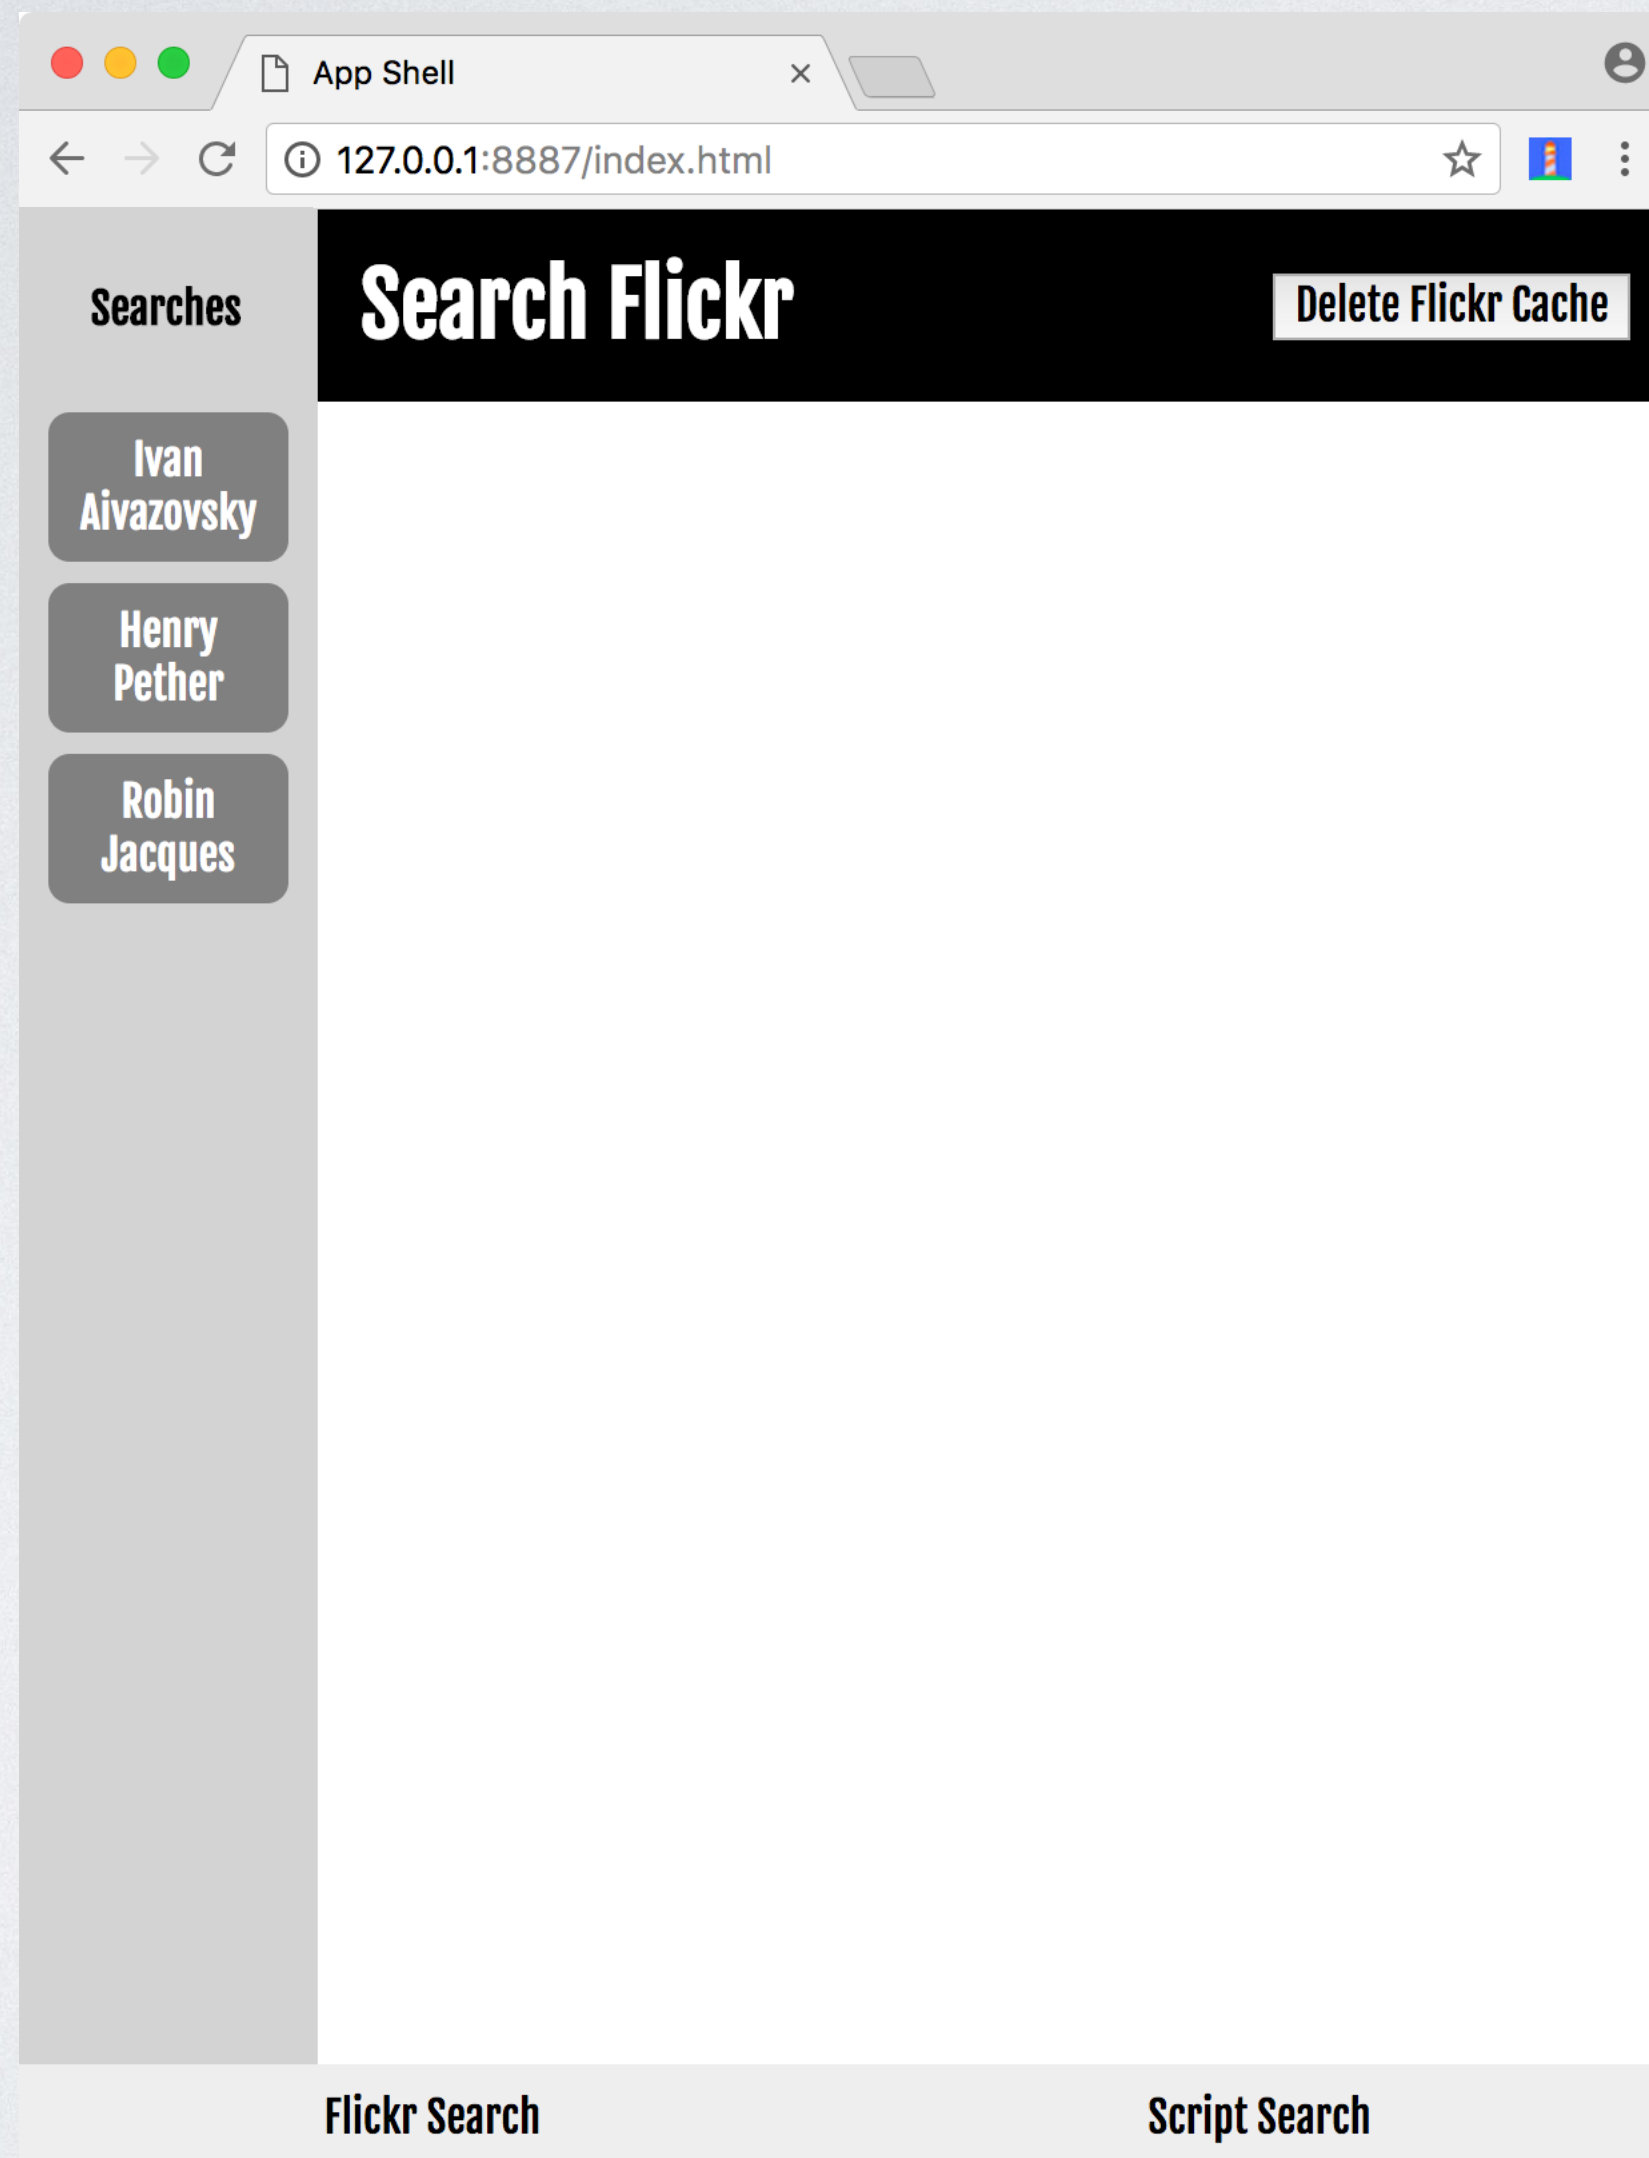 App Shell
127.0.0.1:8887/index.html
Searches
Search Flickr
Delete Flickr Cache
Ivan
Aivazovsky
Henry
Pether
Robin
Jacques
Flickr Search
Script Search